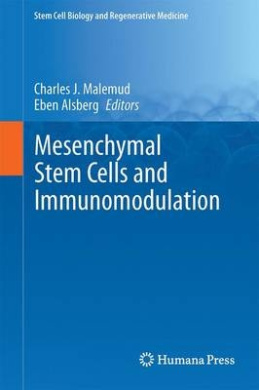 Stem Cell Biology and Regenerative Medicine
Charles J. Malemud
Eben Alsberg Editors
Mesenchymal
Stem Cells and
Immunomodulation
Humana Press